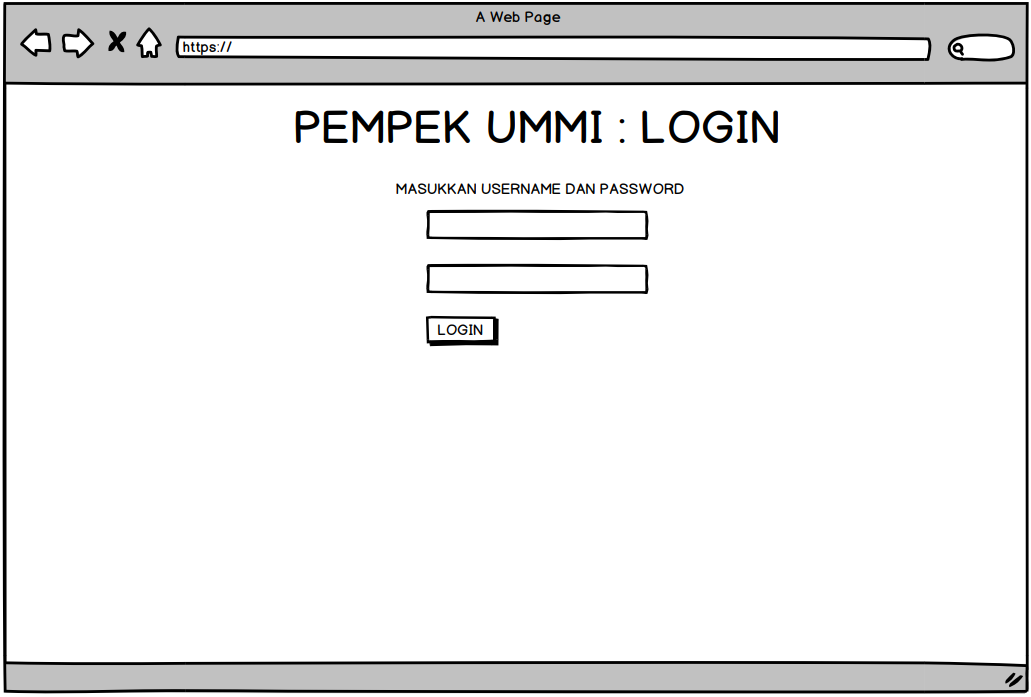 A Web Page
https://
PEMPEK UMMI : LOGIN
MASUKKAN USERNAME DAN PASSWORD
LOGIN